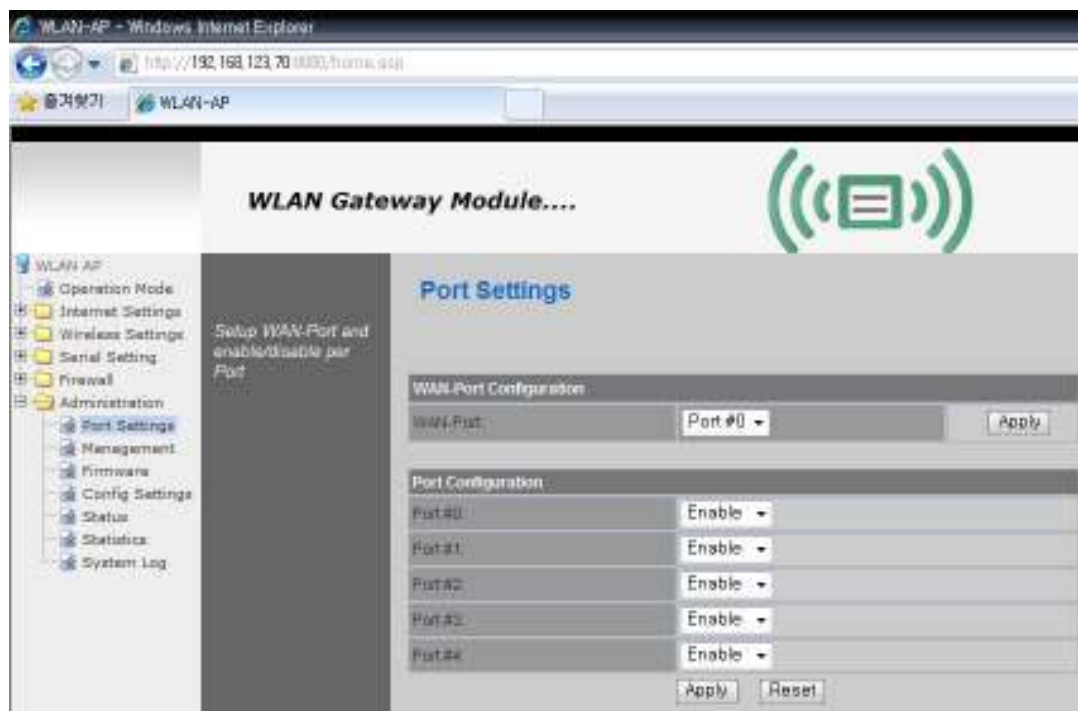 WLAN-AP - Windows Internet Explorer
http://192,168,123,70:8080/home.asp
즐겨찾기 WLAN-AP
WLAN Gateway Module....
WLAN AP
Operation Mode
Internet Settings
Wireless Settings
Serial Setting
Firewall
Administration
Port Settings
Management
Firmware
Config Settings
Status
Statistics
System Log
Setup WAN-Port and
enable/disable per
Port
Port Settings
WAN-Port Configuration
WAN-Port: Port #0 Apply
Port Configuration
Port #0: Enable
Port #1: Enable
Port #2: Enable
Port #3: Enable
Port #4: Enable
Apply Reset